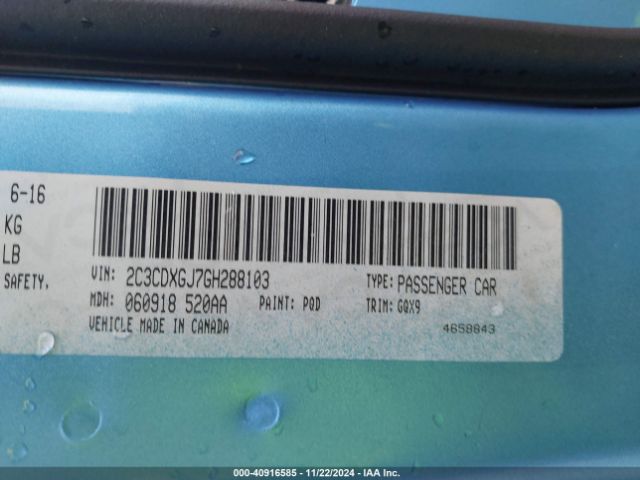 6-16
KG
LB
SAFETY,
VIN: 2C3CDXGJ7GH288103 TYPE: PASSENGER CAR
MDH: 060918 520AA PAINT: PQD TRIM: GQX9
VEHICLE MADE IN CANADA 4658843
000-40916585 - 11/22/2024 - IAA Inc.